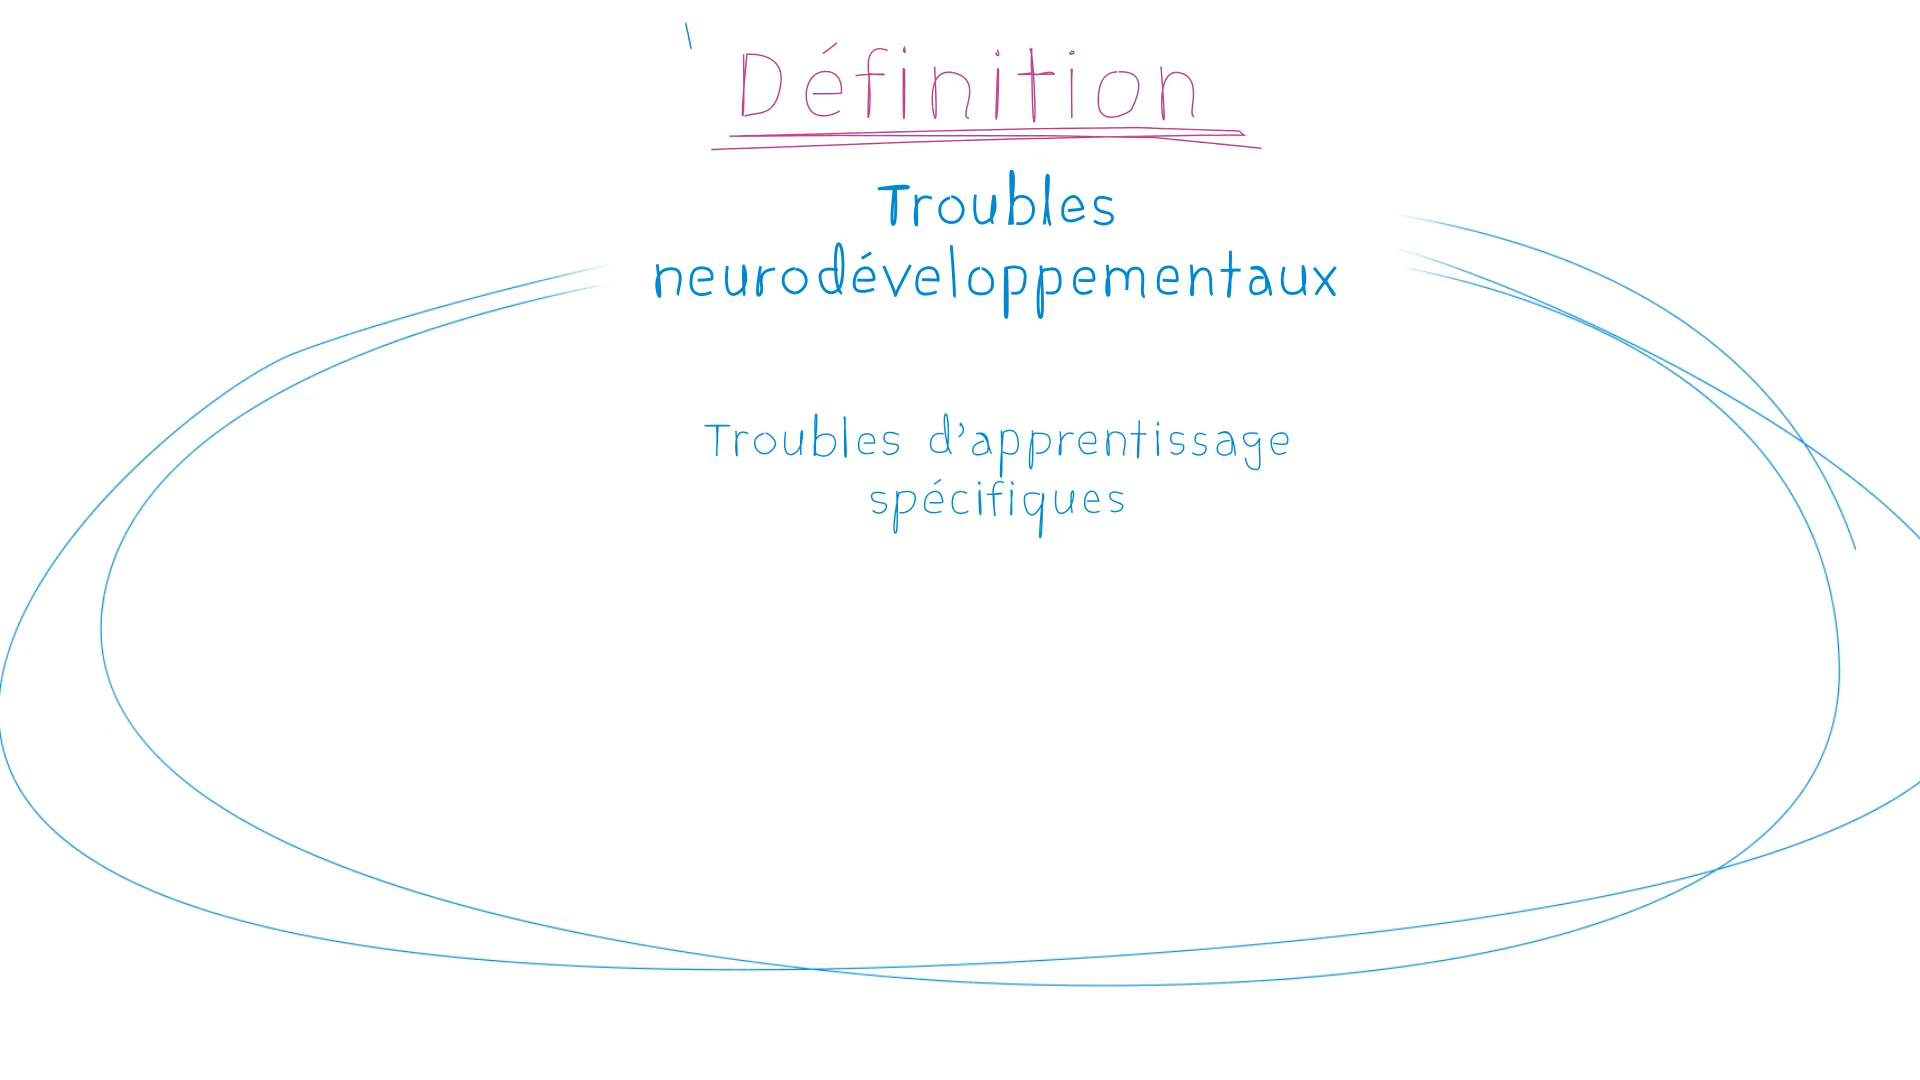 Définition
Troubles
neurodéveloppementaux
Troubles d’apprentissage
spécifiques